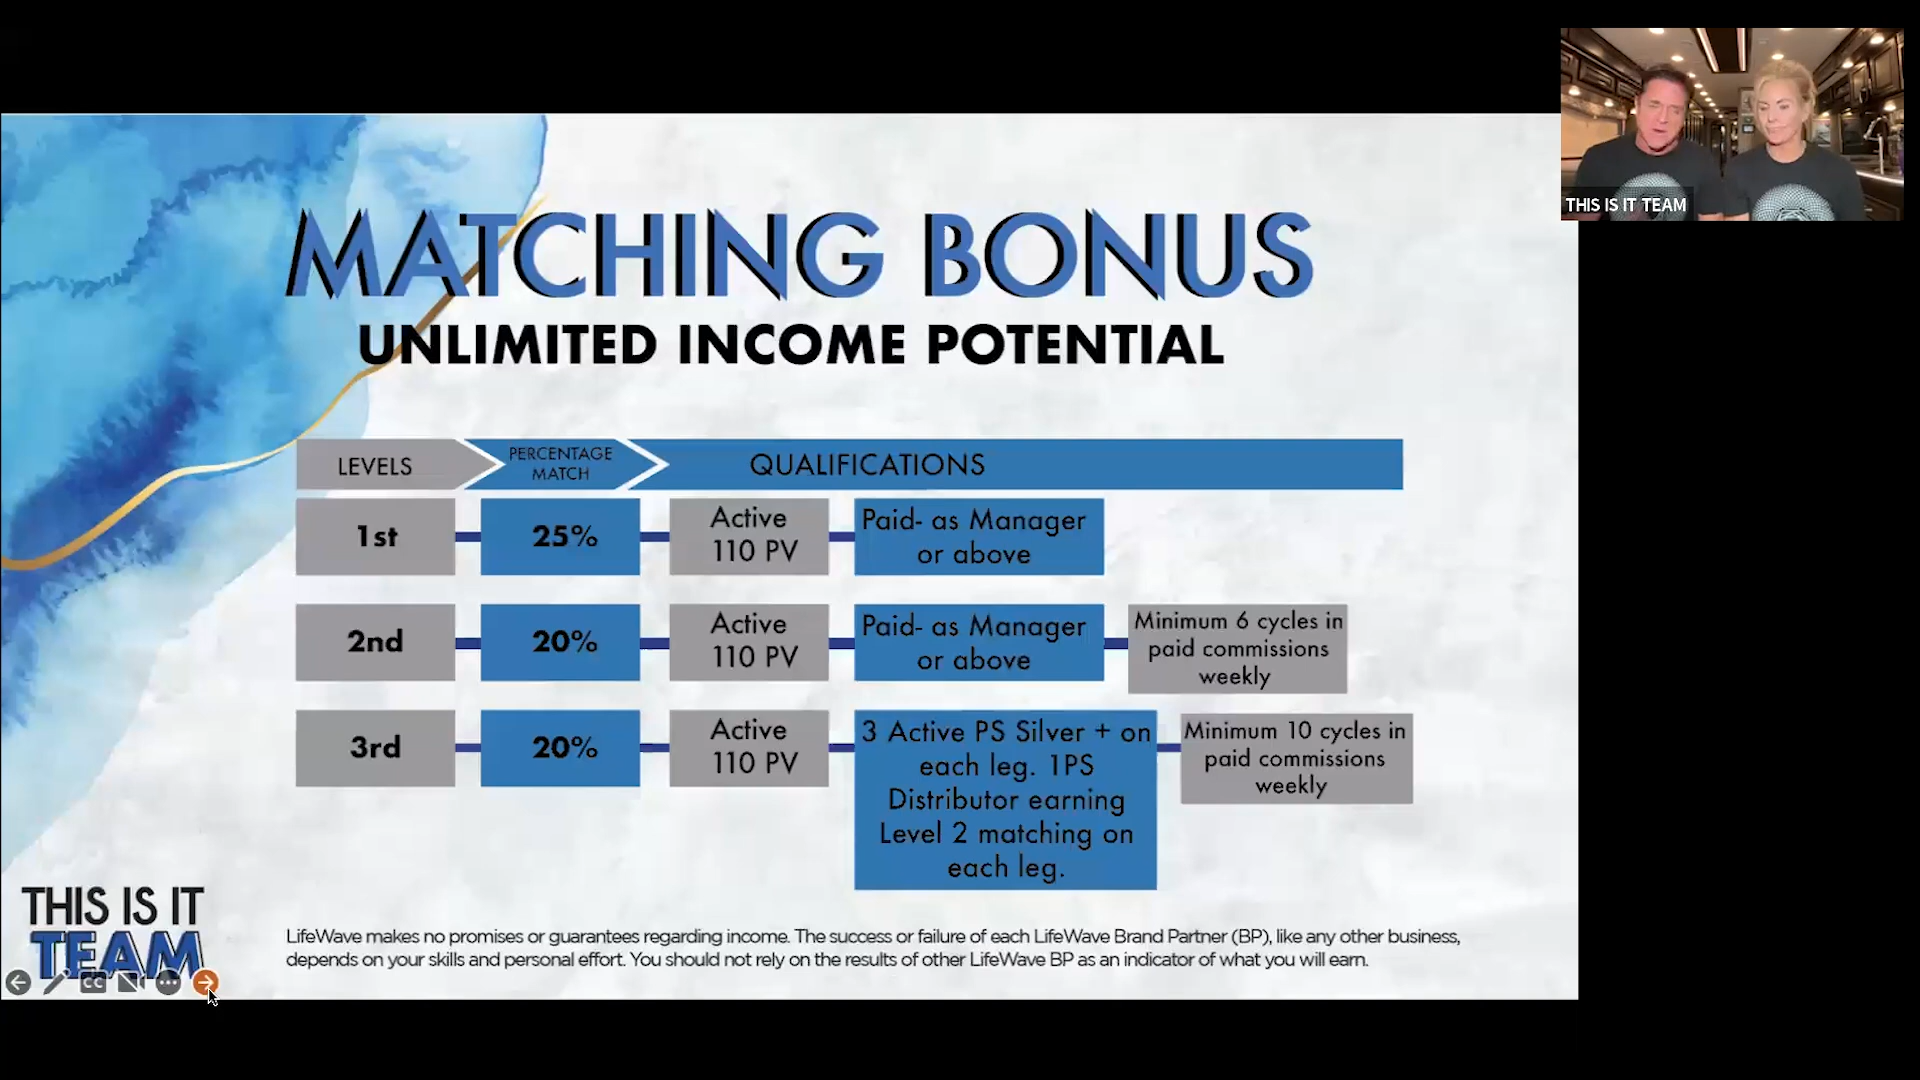 THIS IS IT TEAM
MATCHING BONUS
UNLIMITED INCOME POTENTIAL
LEVELS
PERCENTAGE
MATCH
QUALIFICATIONS
1st
25%
Active
110 PV
Paid- as Manager
or above
2nd
20%
Active
110 PV
Paid- as Manager
or above
Minimum 6 cycles in
paid commissions
weekly
3rd
20%
Active
110 PV
3 Active PS Silver + on
each leg. 1PS
Distributor earning
Level 2 matching on
each leg.
Minimum 10 cycles in
paid commissions
weekly
THIS IS IT
TEAM
CC
LifeWave makes no promises or guarantees regarding income. The success or failure of each LifeWave Brand Partner (BP), like any other business,
depends on your skills and personal effort. You should not rely on the results of other LifeWave BP as an indicator of what you will earn.